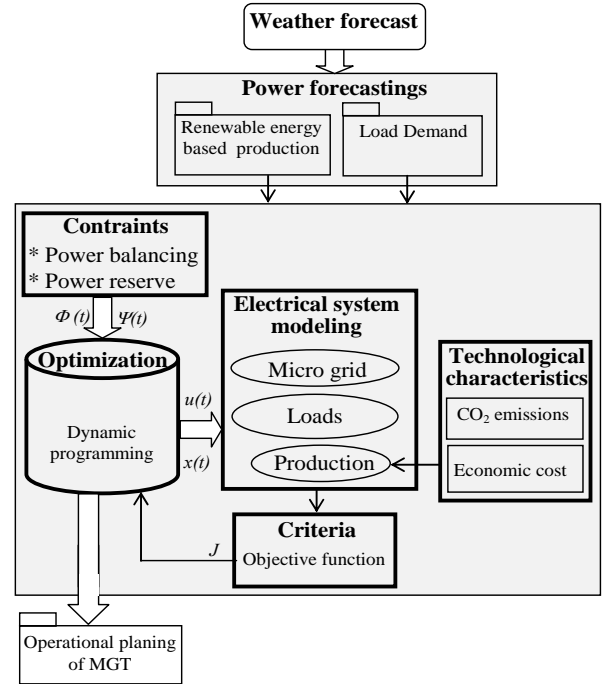 Weather forecast
Power forecastings
Renewable energy
based production
Load Demand
Contraints
* Power balancing
* Power reserve
Φ(t) Ψ(t)
Optimization
Dynamic
programming
u(t)
x(t)
Electrical system
modeling
Micro grid
Loads
Production
Technological
characteristics
CO₂ emissions
Economic cost
Criteria
Objective function
J
Operational planing
of MGT